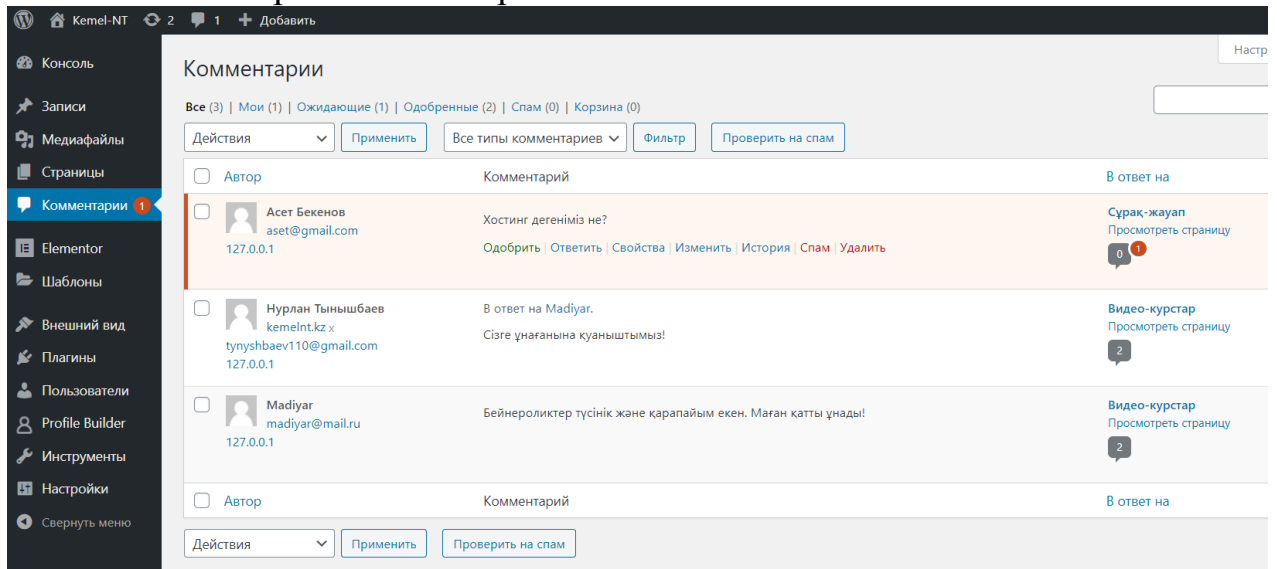 Kemel-NT 2 1 + Добавить
Настр
Консоль
Записи
Медиафайлы
Страницы
Комментарии 1
Elementor
Шаблоны
Внешний вид
Плагины
Пользователи
Profile Builder
Инструменты
Настройки
Свернуть меню
Комментарии
Все (3) | Мои (1) | Ожидающие (1) | Одобренные (2) | Спам (0) | Корзина (0)
Действия Применить Все типы комментариев Фильтр Проверить на спам
Автор Комментарий В ответ на
Асет Бекенов
aset@gmail.com
127.0.0.1
Хостинг дегеніміз не?
Одобрить | Ответить | Свойства | Изменить | История | Спам | Удалить
Сұрақ-жауап
Просмотреть страницу
0 1
Нурлан Тынышбаев
kemelnt.kz x
tynyshbaev110@gmail.com
127.0.0.1
В ответ на Madiyar.
Сізге ұнағанына қуаныштымыз!
Видео-курстар
Просмотреть страницу
2
Madiyar
madiyar@mail.ru
127.0.0.1
Бейнероликтер түсінік және қарапайым екен. Маған қатты ұнады!
Видео-курстар
Просмотреть страницу
2
Автор Комментарий В ответ на
Действия Применить Проверить на спам